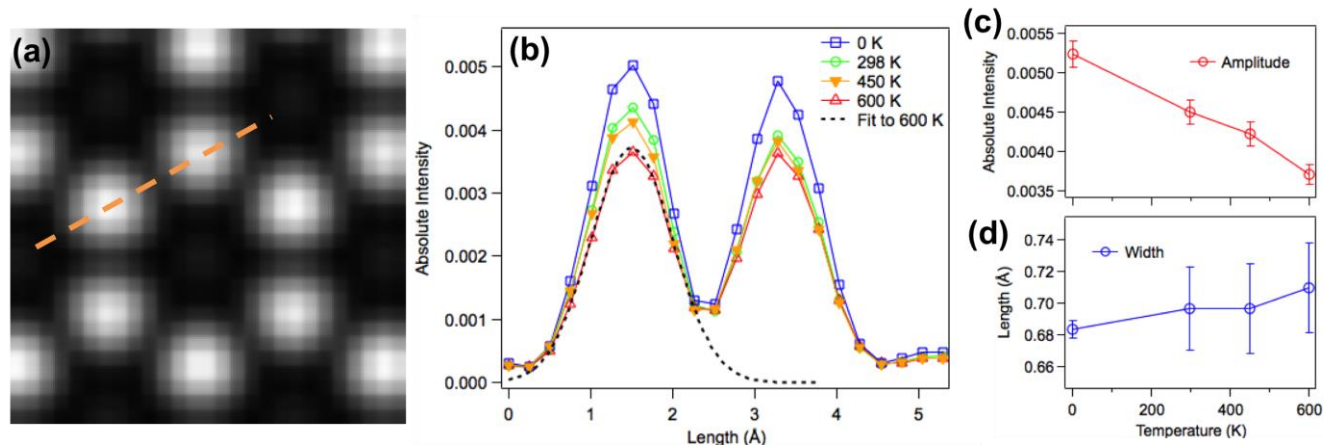 (a)
(b)
0.005
0.004
0.003
0.002
0.001
0.000
Absolute Intensity
0 K
298 K
450 K
600 K
Fit to 600 K
0 1 2 3 4 5
Length (Å)
(c)
0.0055
0.0050
0.0045
0.0040
0.0035
Absolute Intensity
Amplitude
(d)
0.74
0.72
0.70
0.68
0.66
Length (Å)
Width
0 200 400 600
Temperature (K)